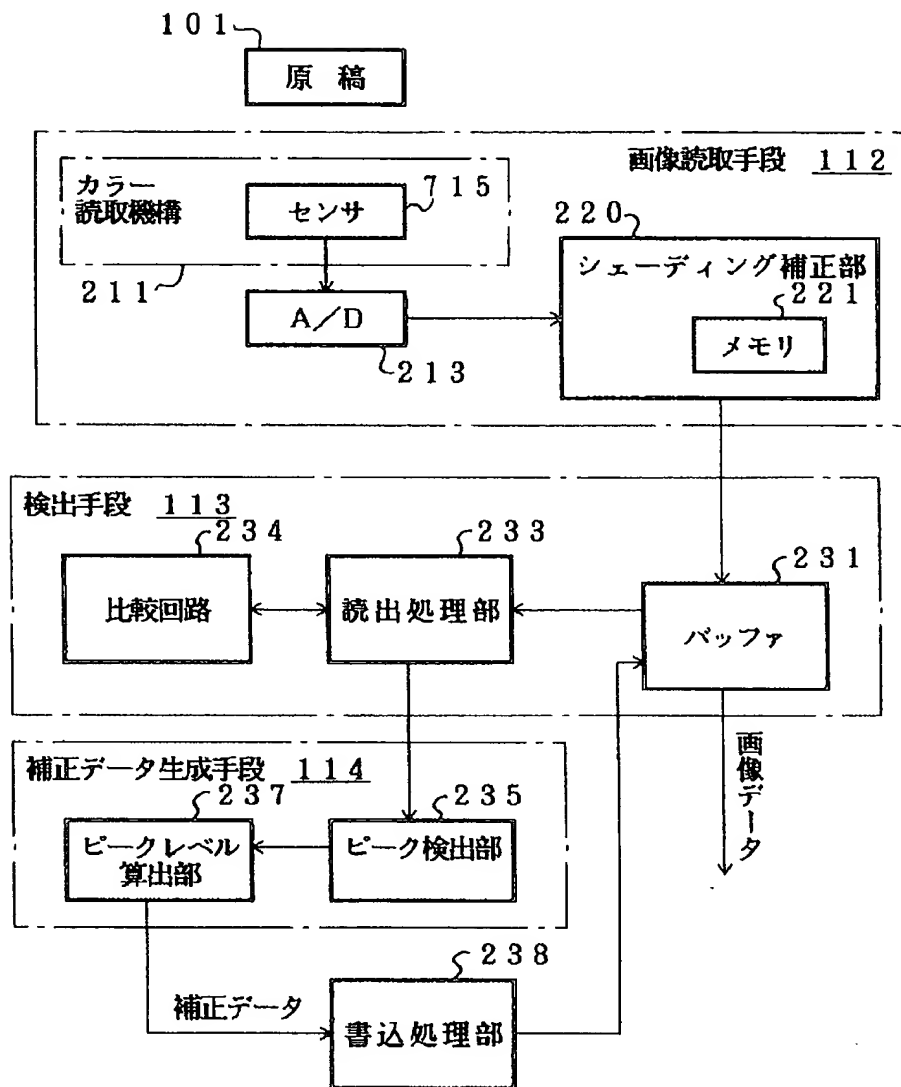 101
原稿
画像読取手段 112
カラー
読取機構
715
センサ
211
A/D
213
220
シェーディング補正部
221
メモリ
検出手段 113
234
比較回路
233
読出処理部
231
バッファ
画像データ
補正データ生成手段 114
237
ピークレベル
算出部
235
ピーク検出部
補正データ
238
書込処理部